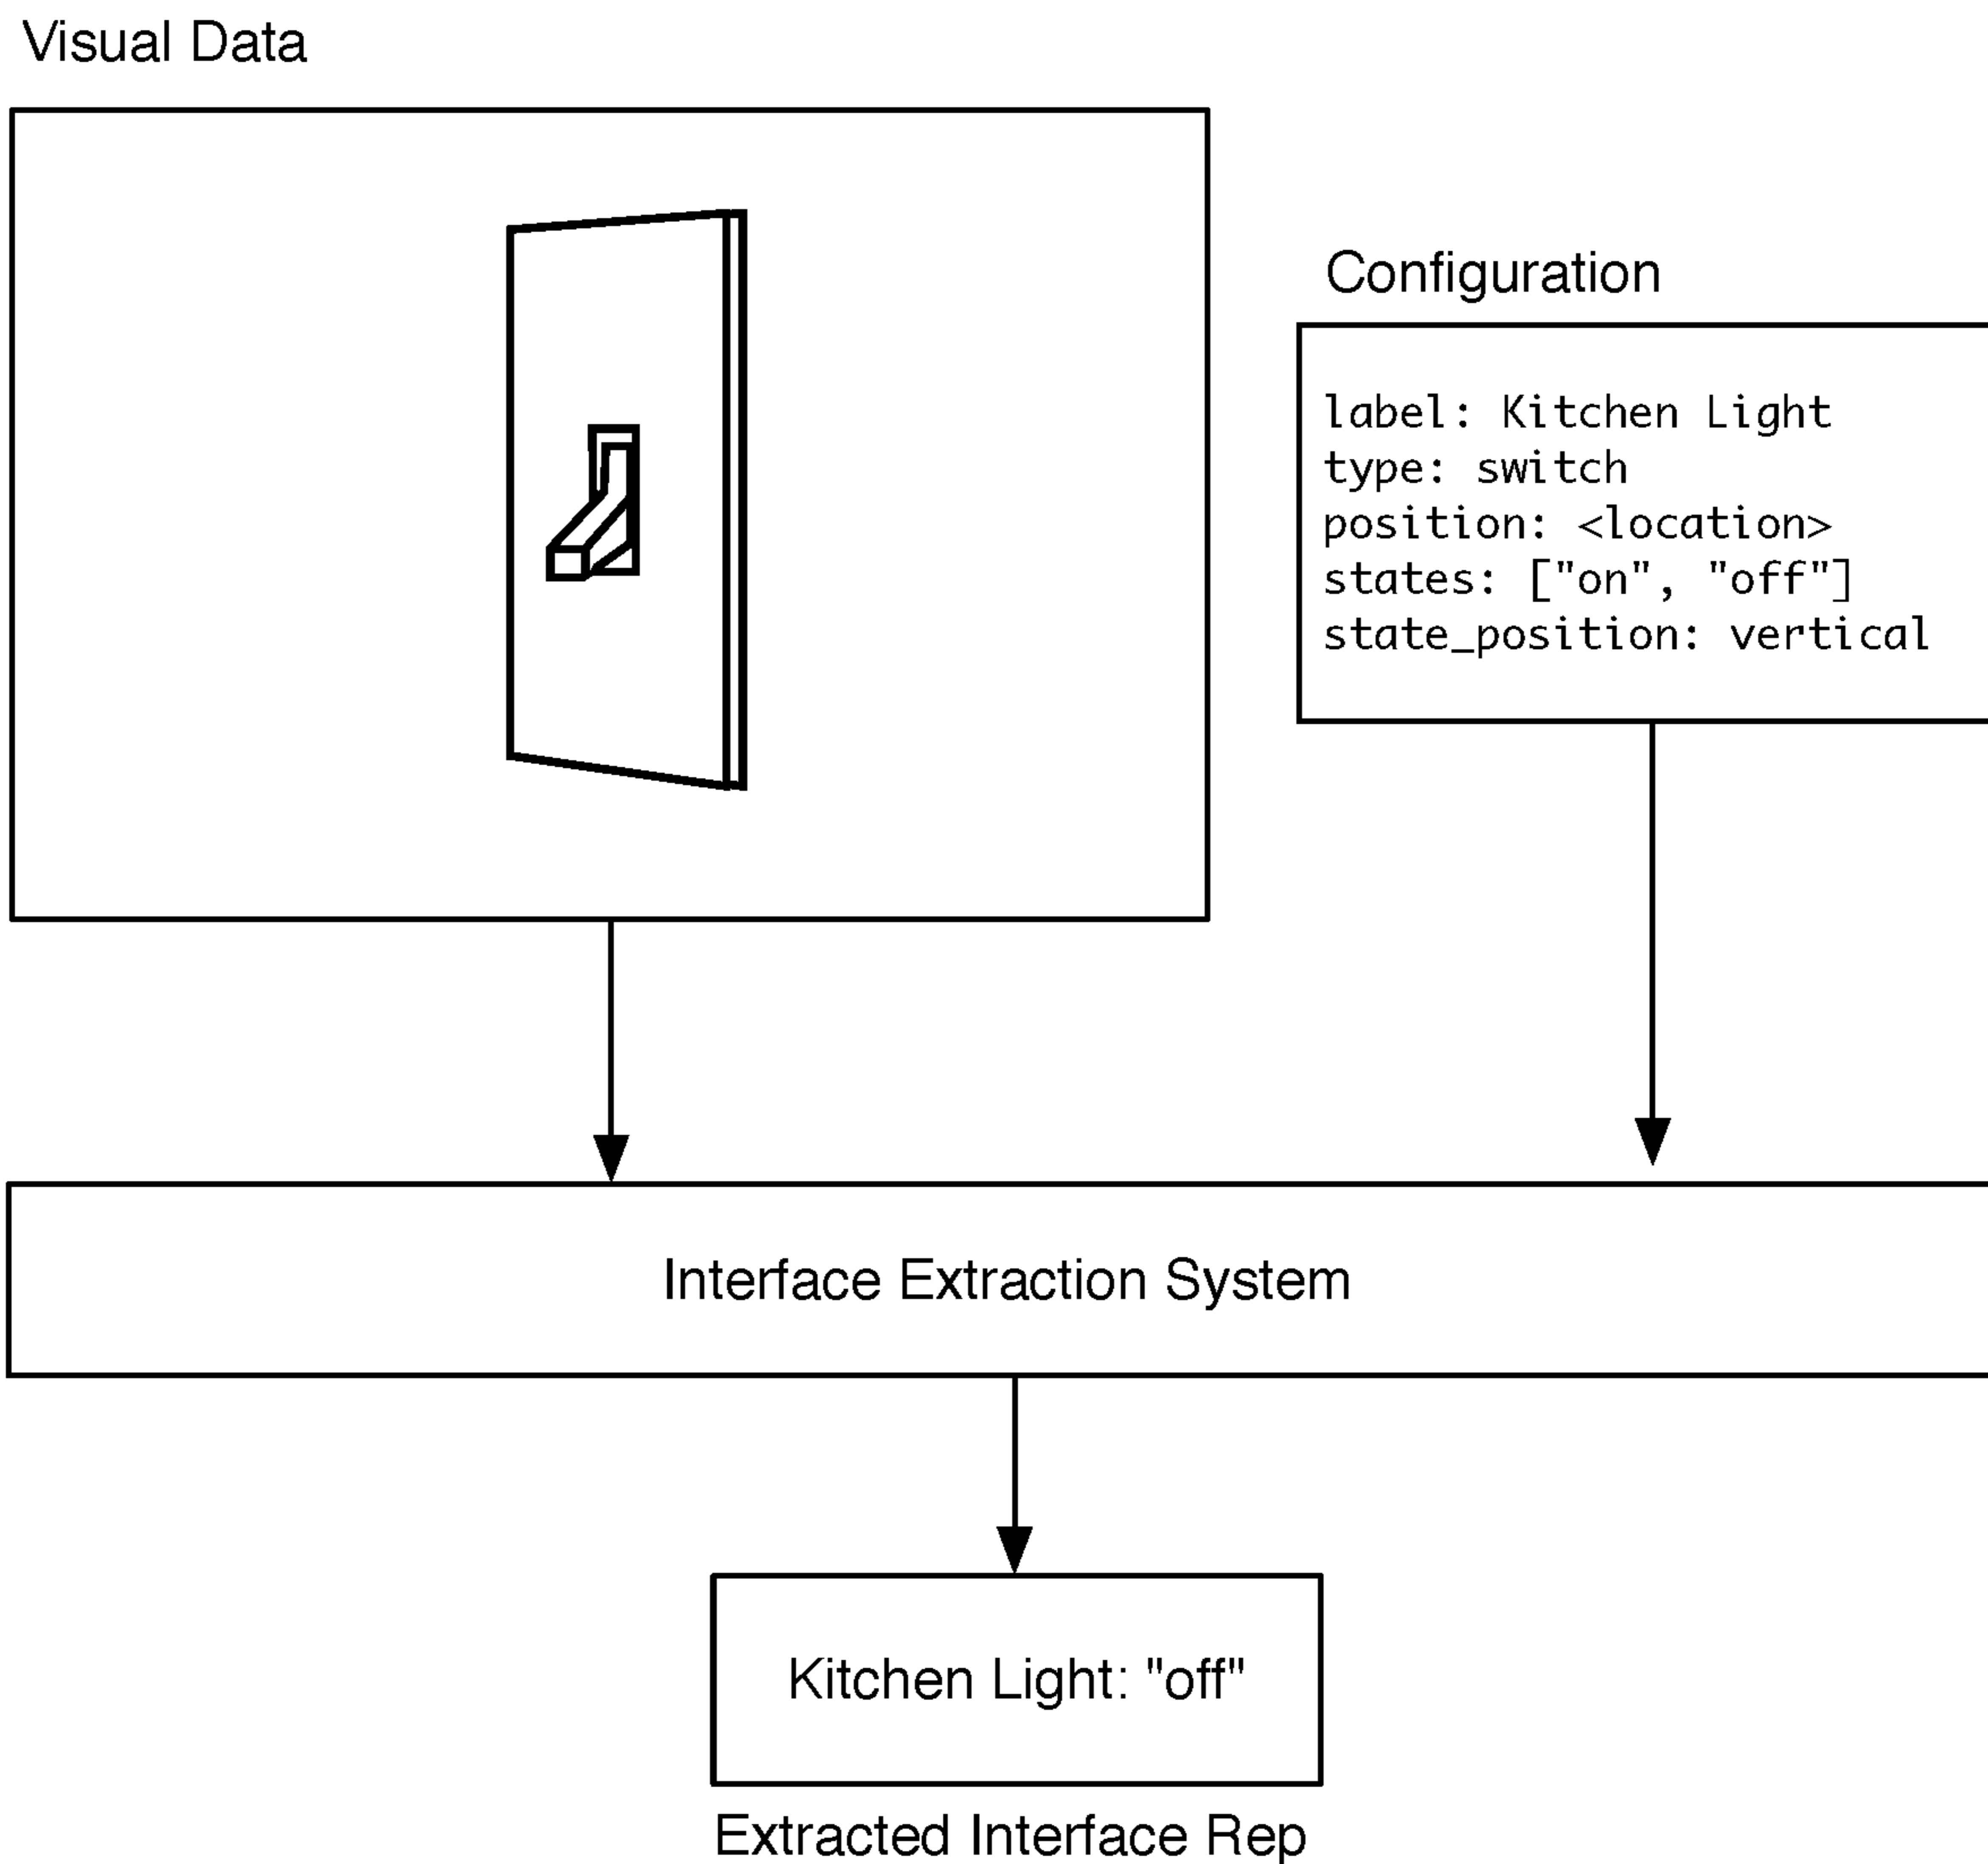 Visual Data
Configuration
label: Kitchen Light
type: switch
position: <location>
states: ["on", "off"]
state_position: vertical
Interface Extraction System
Kitchen Light: "off"
Extracted Interface Rep